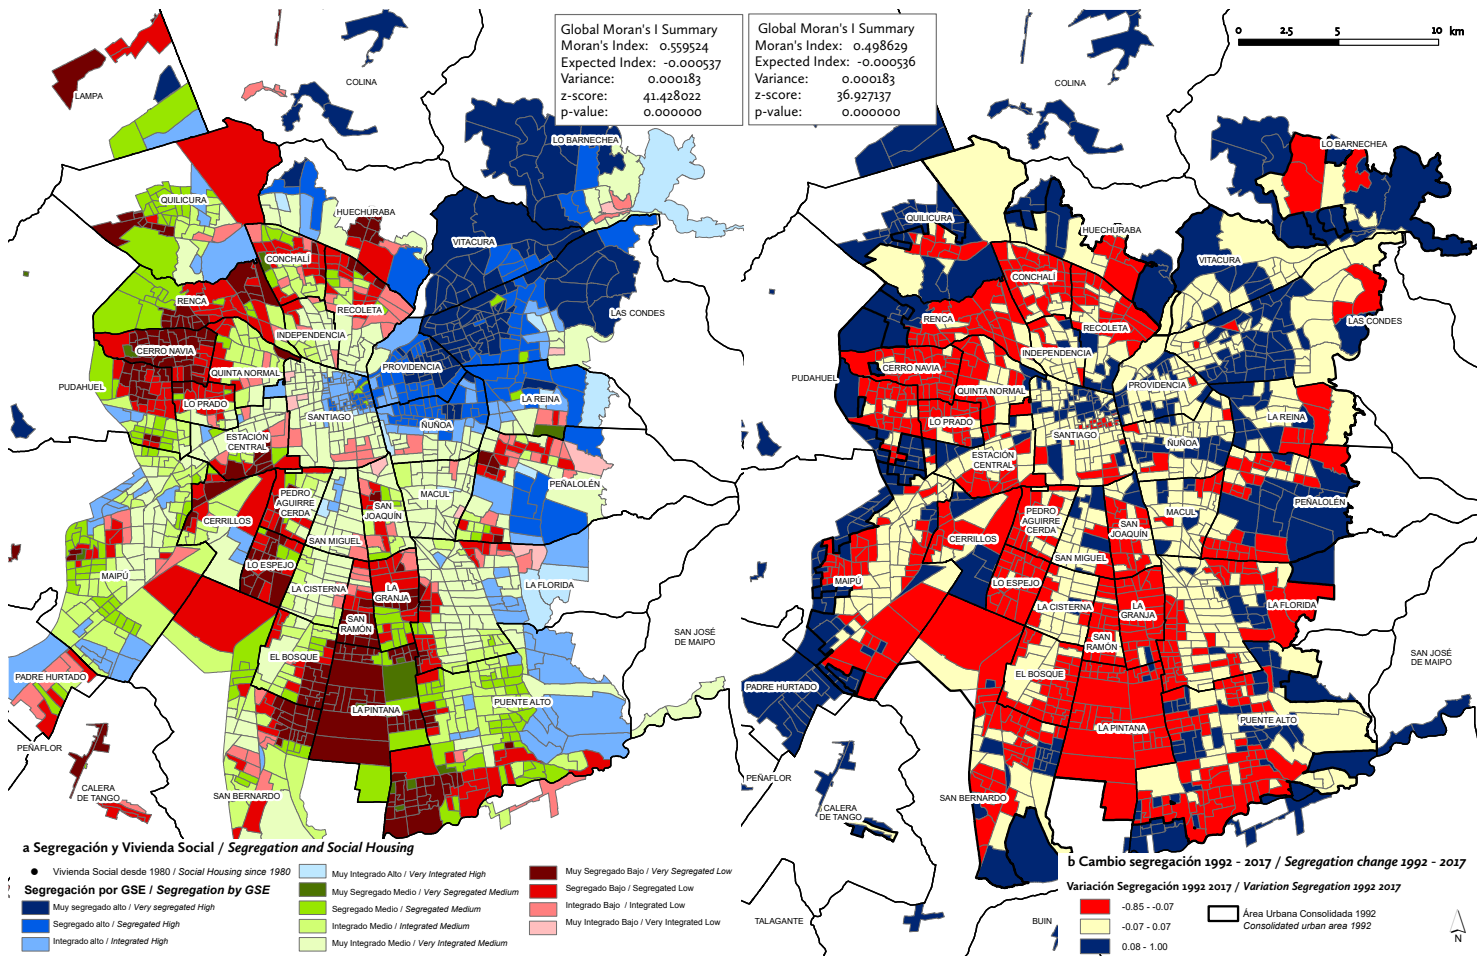 Global Moran's I Summary
Moran's Index: 0.559524
Expected Index: -0.000537
Variance: 0.000183
z-score: 41.428022
p-value: 0.000000
Global Moran's I Summary
Moran's Index: 0.498629
Expected Index: -0.000536
Variance: 0.000183
z-score: 36.927137
p-value: 0.000000
0 2.5 5 10 km
LAMPA
COLINA
LO BARNECHEA
QUILICURA
HUECHURABA
VITACURA
CONCHALÍ
RENCA
RECOLETA
LAS CONDES
INDEPENDENCIA
CERRO NAVIA
PROVIDENCIA
QUINTA NORMAL
PUDAHUEL
LO PRADO
LA REINA
SANTIAGO
ÑUÑOA
ESTACIÓN
CENTRAL
PEÑALOLÉN
PEDRO
AGUIRRE
CERDA
MACUL
SAN
JOAQUÍN
CERRILLOS
SAN MIGUEL
LO ESPEJO
MAIPÚ
LA CISTERNA
LA
GRANJA
LA FLORIDA
SAN
RAMÓN
SAN JOSÉ
DE MAIPO
EL BOSQUE
PADRE HURTADO
LA PINTANA
PUENTE ALTO
PEÑAFLOR
CALERA
DE TANGO
SAN BERNARDO
COLINA
LO BARNECHEA
QUILICURA
HUECHURABA
VITACURA
CONCHALÍ
RENCA
RECOLETA
LAS CONDES
INDEPENDENCIA
CERRO NAVIA
PUDAHUEL
PROVIDENCIA
QUINTA NORMAL
LO PRADO
LA REINA
SANTIAGO
ÑUÑOA
ESTACIÓN
CENTRAL
PEÑALOLÉN
PEDRO
AGUIRRE
CERDA
MACUL
SAN
JOAQUÍN
CERRILLOS
SAN MIGUEL
MAIPÚ
LO ESPEJO
LA CISTERNA
LA
GRANJA
LA FLORIDA
SAN
RAMÓN
SAN JOSÉ
DE MAIPO
EL BOSQUE
PADRE HURTADO
LA PINTANA
PUENTE ALTO
PEÑAFLOR
CALERA
DE TANGO
SAN BERNARDO
TALAGANTE
BUIN
a Segregación y Vivienda Social / Segregation and Social Housing
Vivienda Social desde 1980 / Social Housing since 1980
Segregación por GSE / Segregation by GSE
Muy segregado alto / Very segregated High
Segregado alto / Segregated High
Integrado alto / Integrated High
Muy Integrado Alto / Very Integrated High
Muy Segregado Medio / Very Segregated Medium
Segregado Medio / Segregated Medium
Integrado Medio / Integrated Medium
Muy Integrado Medio / Very Integrated Medium
Muy Segregado Bajo / Very Segregated Low
Segregado Bajo / Segregated Low
Integrado Bajo / Integrated Low
Muy Integrado Bajo / Very Integrated Low
b Cambio segregación 1992 - 2017 / Segregation change 1992 - 2017
Variación Segregación 1992 2017 / Variation Segregation 1992 2017
-0.85 - -0.07
-0.07 - 0.07
0.08 - 1.00
Área Urbana Consolidada 1992
Consolidated urban area 1992
N